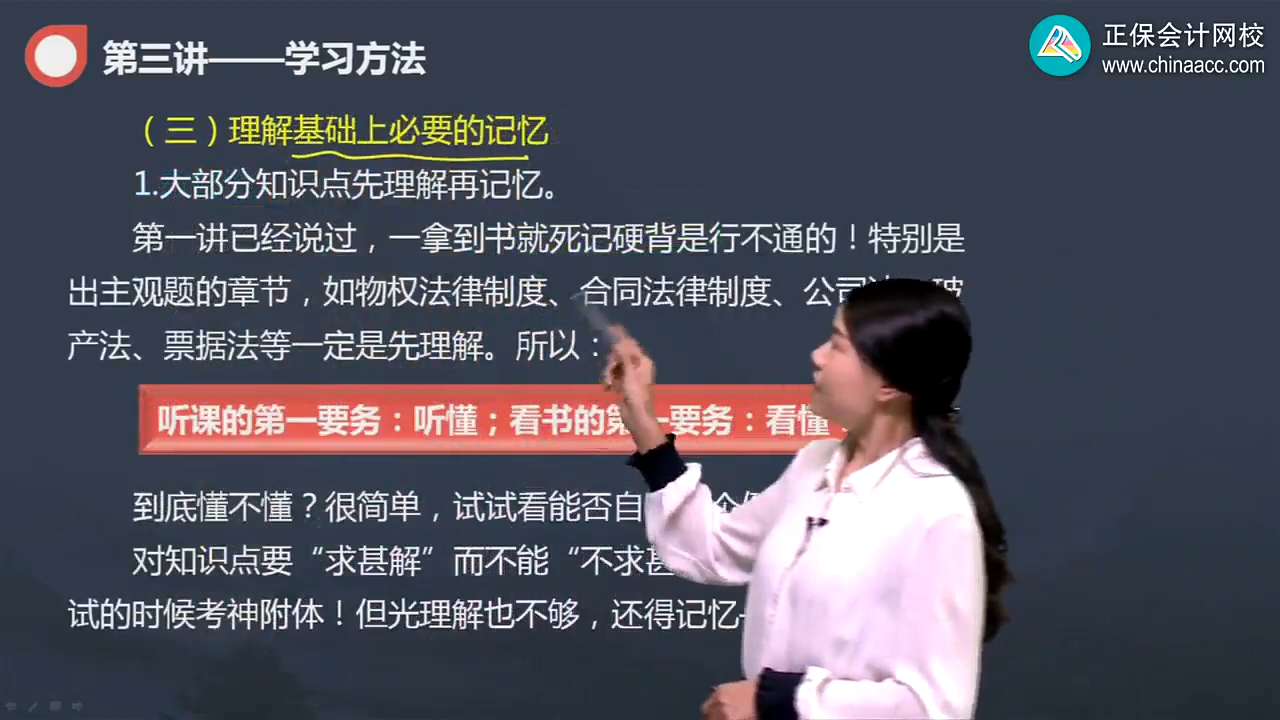 第三讲——学习方法
正保会计网校
www.chinaacc.com
（三）理解基础上必要的记忆
1.大部分知识点先理解再记忆。
第一讲已经说过，一拿到书就死记硬背是行不通的！特别是
出主观题的章节，如物权法律制度、合同法律制度、公司
产法、票据法等一定是先理解。所以：
听课的第一要务：听懂；看书的第一要务：看懂
到底懂不懂？很简单，试试看能否自
对知识点要“求甚解”而不能“不求甚
试的时候考神附体！但光理解也不够，还得记忆